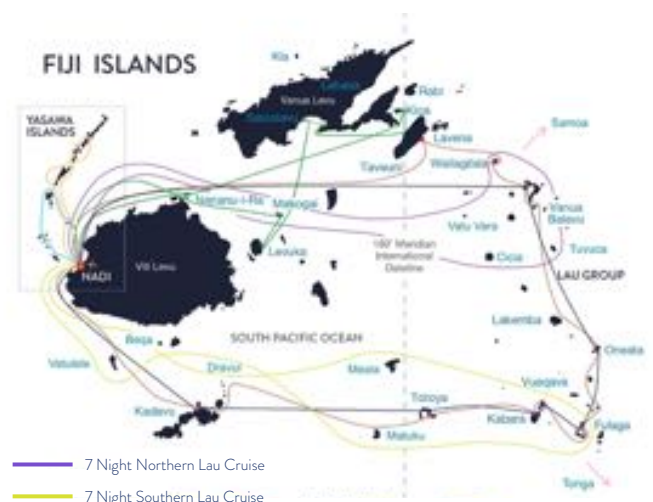 FIJI ISLANDS
Kia
Labasa
Vanua Levu
Savusavu
Rabi
Kioa
YASAWA
ISLANDS
Lavena
Samoa
Taveuni
Wailagilala
Nananu-i-Ra
Makogai
Vanua
Balavu
Vatu Vara
Levuka
180° Meridian
International
Dateline
Tuvuca
Cicia
NADI
Viti Levu
LAU GROUP
Lakemba
Beqa
SOUTH PACIFIC OCEAN
Oneata
Vatulele
Dravuni
Moala
Vuaqava
Kadavu
Totoya
Kabara
Fulaga
Matuku
7 Night Northern Lau Cruise
Tonga
7 Night Southern Lau Cruise